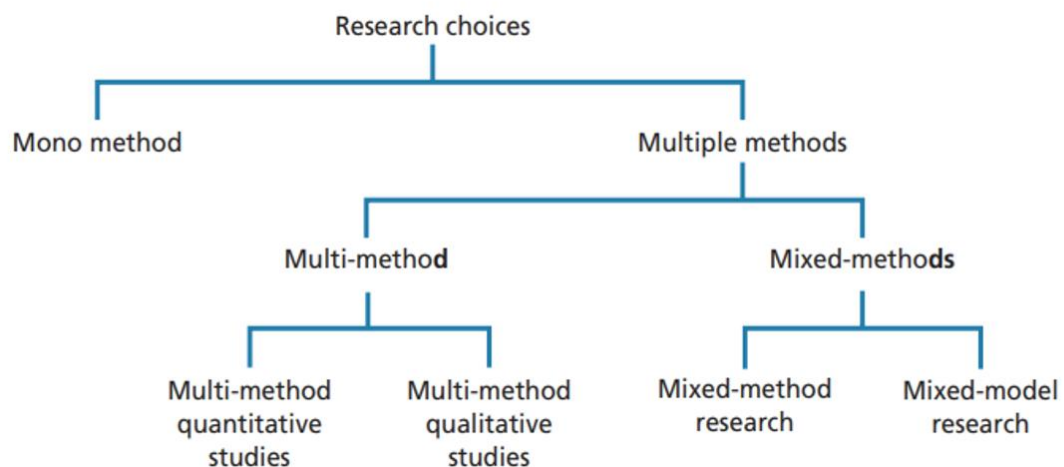 Research choices
Mono method
Multiple methods
Multi-method
Mixed-methods
Multi-method
quantitative
studies
Multi-method
qualitative
studies
Mixed-method
research
Mixed-model
research